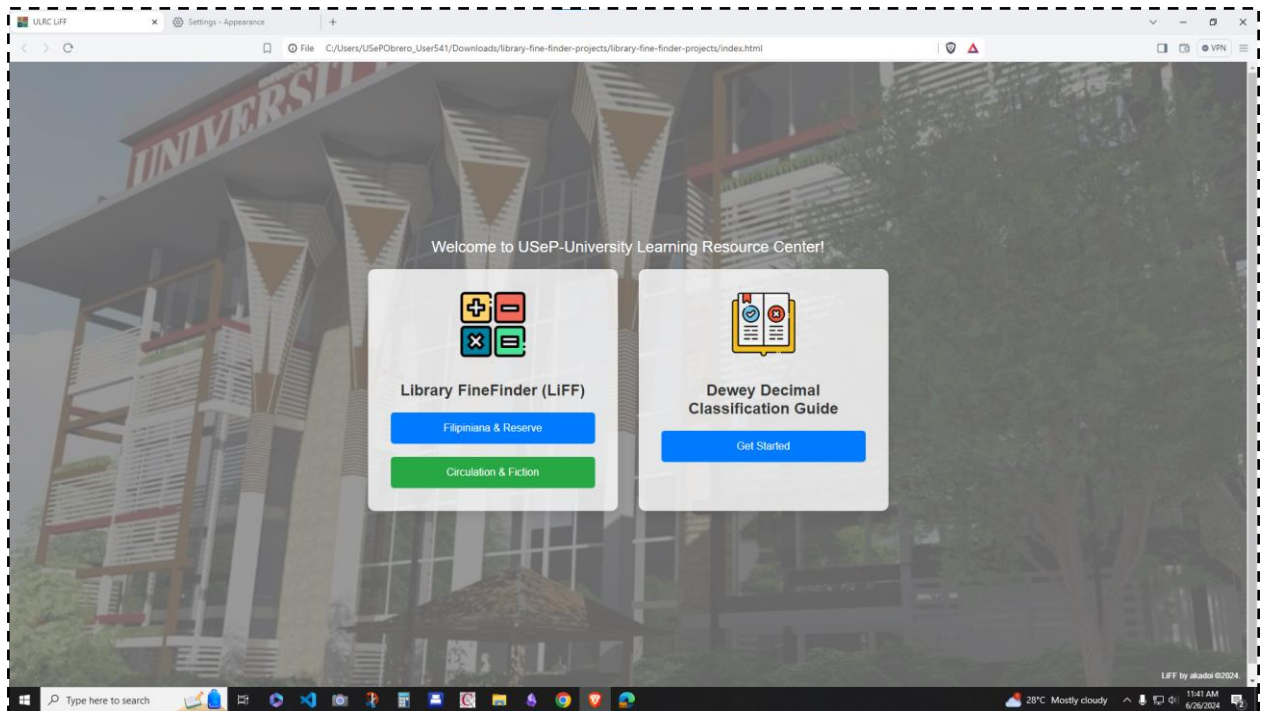 ULRC LiFF
Settings - Appearance
File C:/Users/USePObrero_User541/Downloads/library-fine-finder-projects/library-fine-finder-projects/index.html
VPN
UNIVERSI
Welcome to USeP-University Learning Resource Center!
Library FineFinder (LiFF)
Filipiniana & Reserve
Circulation & Fiction
Dewey Decimal
Classification Guide
Get Started
LiFF by akadoi ©2024
Type here to search
28°C Mostly cloudy
11:41 AM
6/26/2024
2